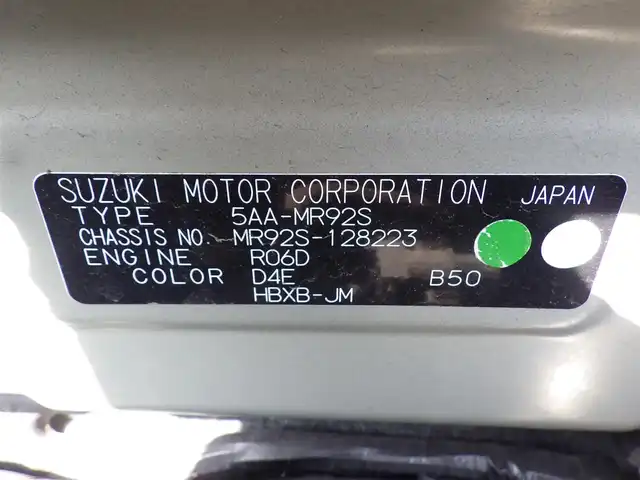 SUZUKI MOTOR CORPORATION JAPAN
TYPE 5AA-MR92S
CHASSIS NO. MR92S-128223
ENGINE R06D
COLOR D4E B50
HBXB-JM